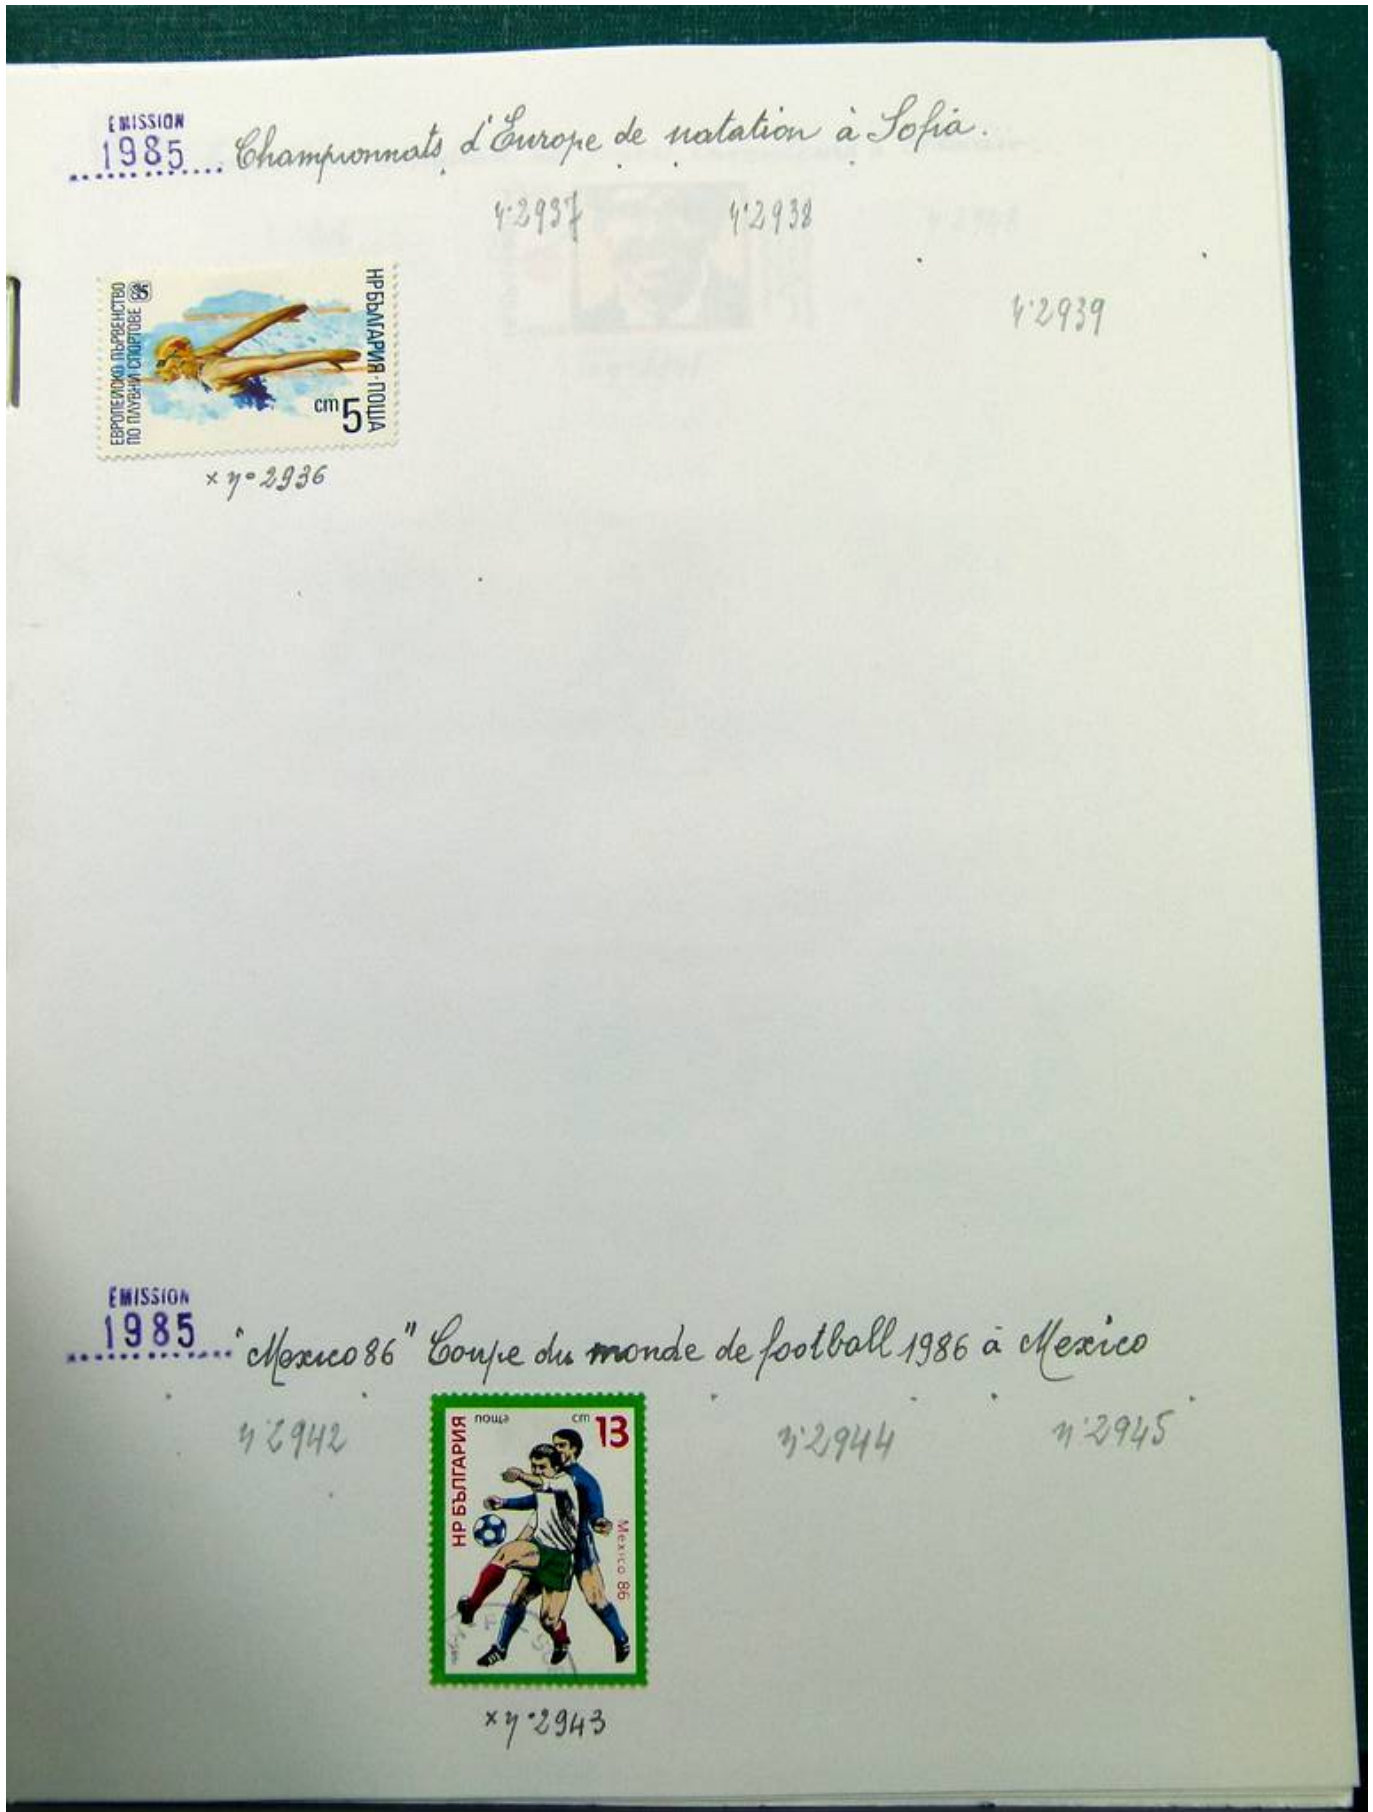 EMISSION
1985 Championnats d'Europe de natation à Sofia.
n°2937 n°2938
n°2939
ЕВРОПЕЙСКО ПЪРВЕНСТВО
ПО ПЛУВНИ СПОРТОВЕ 85
НР БЪЛГАРИЯ · ПОЩА
cm 5
x n° 2936
EMISSION
1985 "Mexico 86" Coupe du monde de football 1986 à Mexico
n°2942 n°2944 n°2945
НР БЪЛГАРИЯ
поща cm 13
Mexico 86
x n°2943